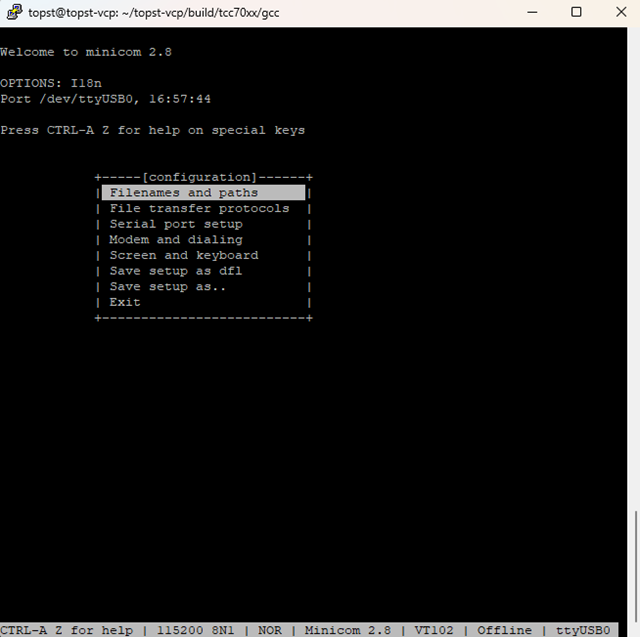 topst@topst-vcp: ~/topst-vcp/build/tcc70xx/gcc
Welcome to minicom 2.8
OPTIONS: I18n
Port /dev/ttyUSB0, 16:57:44
Press CTRL-A Z for help on special keys
+-----[configuration]------+
| Filenames and paths |
| File transfer protocols |
| Serial port setup |
| Modem and dialing |
| Screen and keyboard |
| Save setup as dfl |
| Save setup as.. |
| Exit |
+--------------------------+
CTRL-A Z for help | 115200 8N1 | NOR | Minicom 2.8 | VT102 | Offline | ttyUSB0